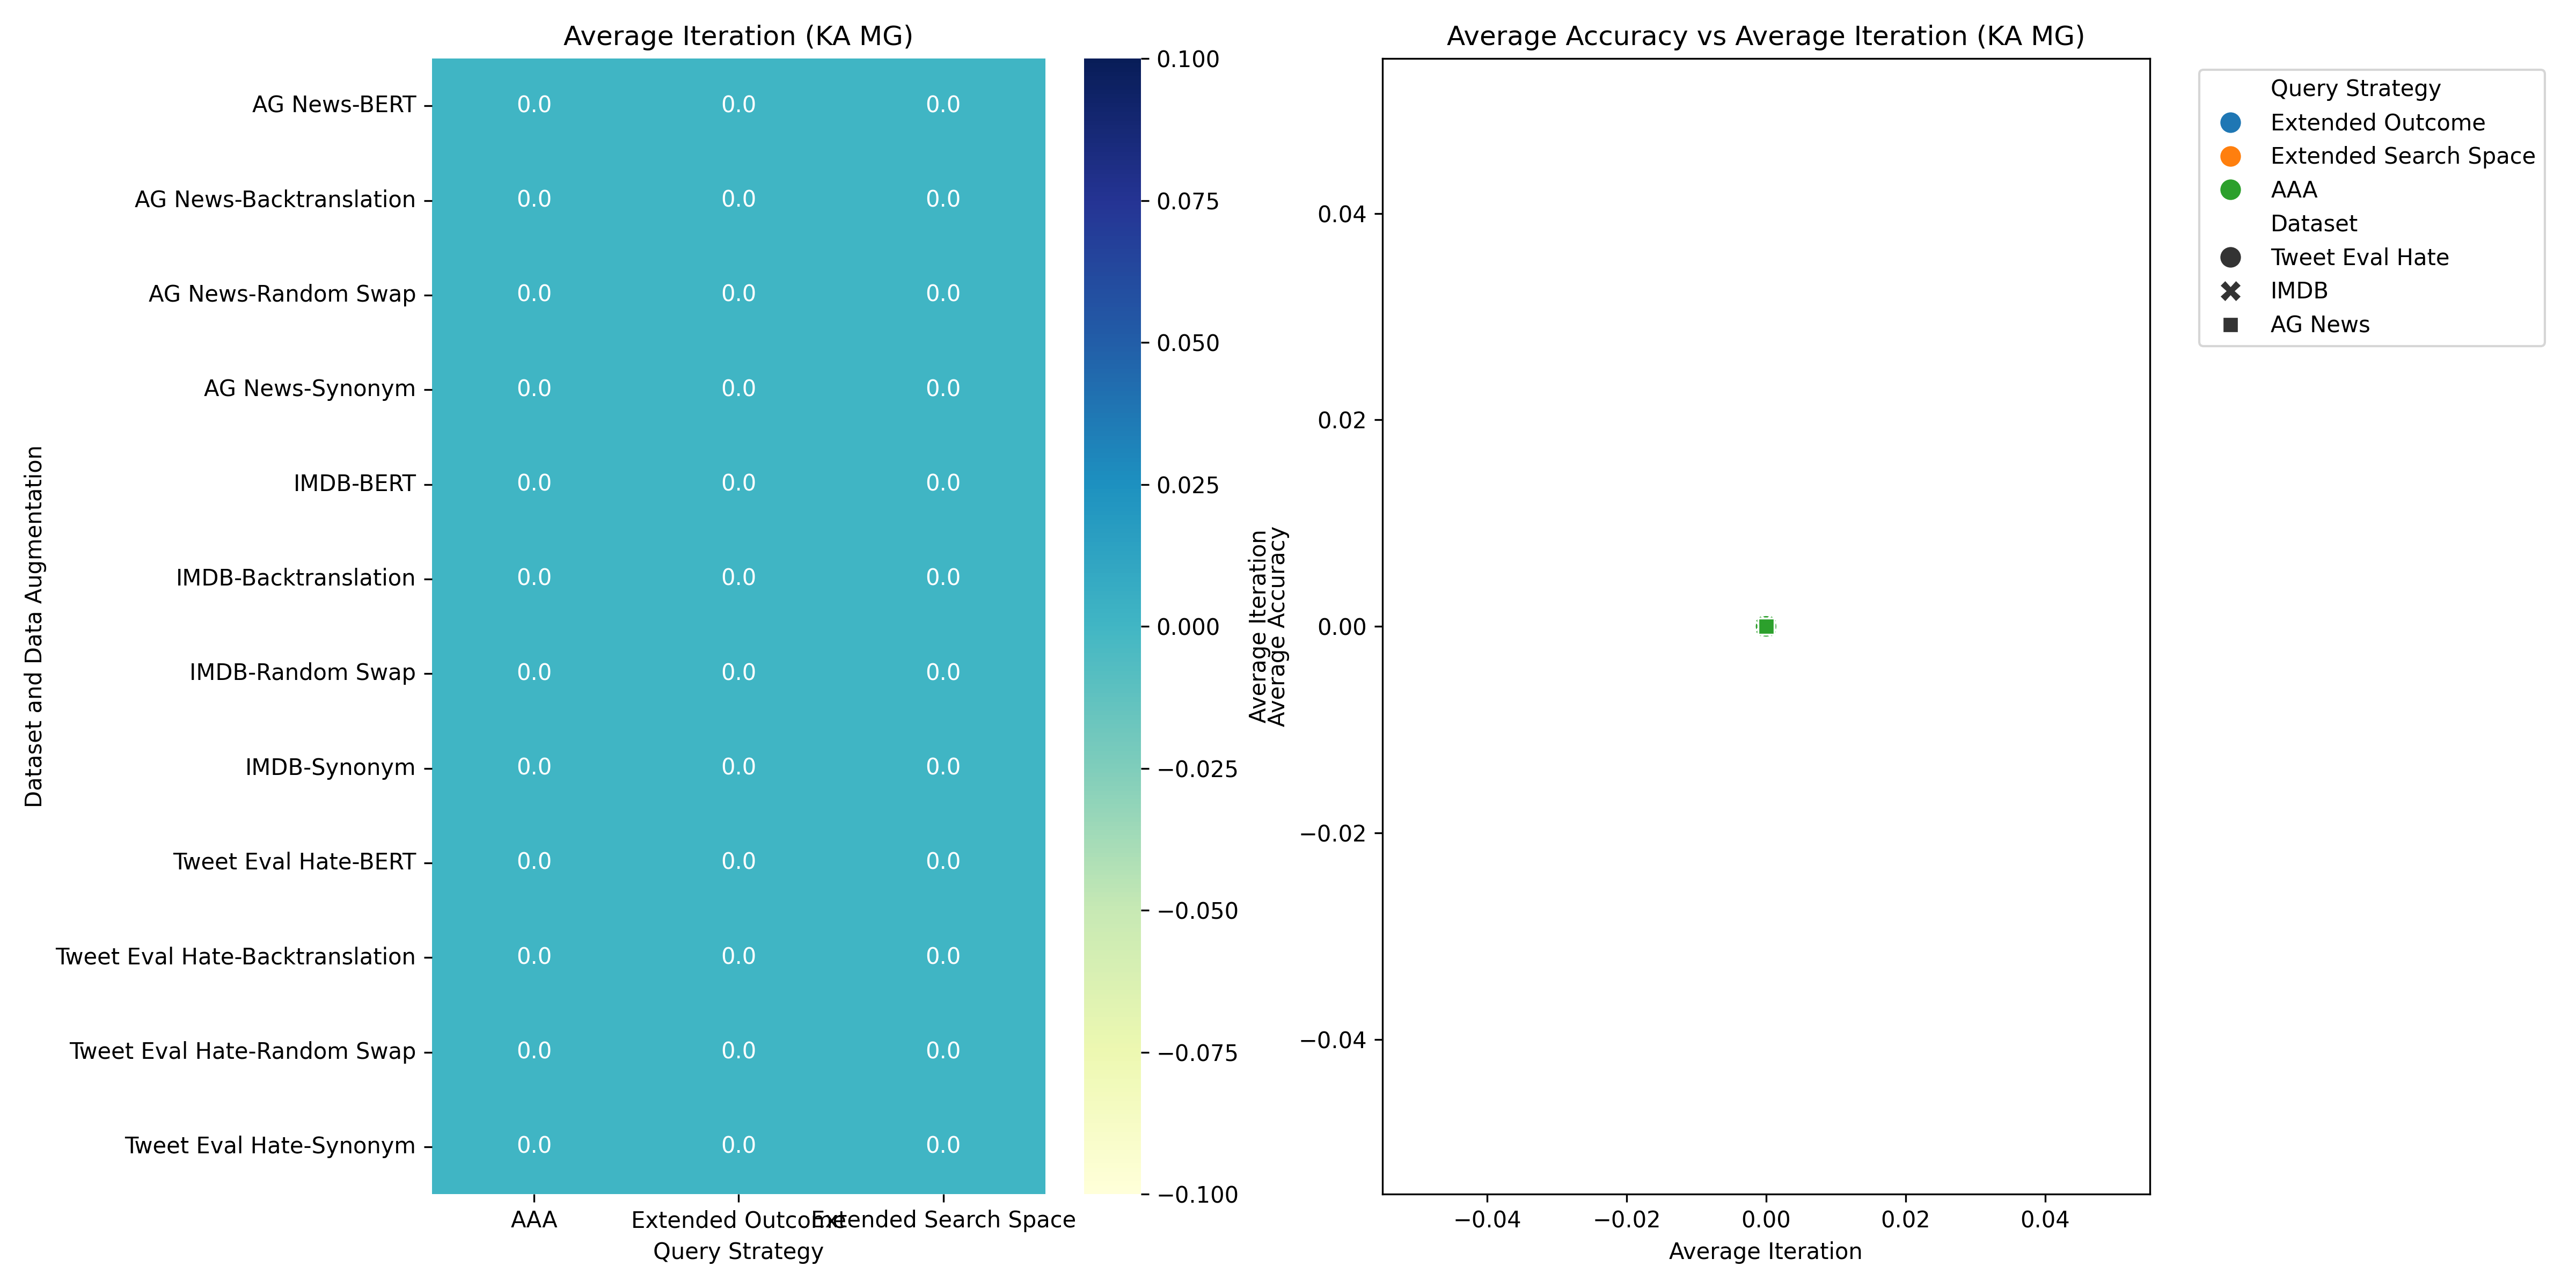 Average Iteration (KA MG)
Dataset and Data Augmentation
AG News-BERT 0.0 0.0 0.0
AG News-Backtranslation 0.0 0.0 0.0
AG News-Random Swap 0.0 0.0 0.0
AG News-Synonym 0.0 0.0 0.0
IMDB-BERT 0.0 0.0 0.0
IMDB-Backtranslation 0.0 0.0 0.0
IMDB-Random Swap 0.0 0.0 0.0
IMDB-Synonym 0.0 0.0 0.0
Tweet Eval Hate-BERT 0.0 0.0 0.0
Tweet Eval Hate-Backtranslation 0.0 0.0 0.0
Tweet Eval Hate-Random Swap 0.0 0.0 0.0
Tweet Eval Hate-Synonym 0.0 0.0 0.0
AAA Extended Outcome Extended Search Space
Query Strategy
0.100
0.075
0.050
0.025
0.000
−0.025
−0.050
−0.075
−0.100
Average Iteration
Average Accuracy vs Average Iteration (KA MG)
Average Accuracy
0.04
0.02
0.00
−0.02
−0.04
−0.04 −0.02 0.00 0.02 0.04
Average Iteration
Query Strategy
Extended Outcome
Extended Search Space
AAA
Dataset
Tweet Eval Hate
IMDB
AG News